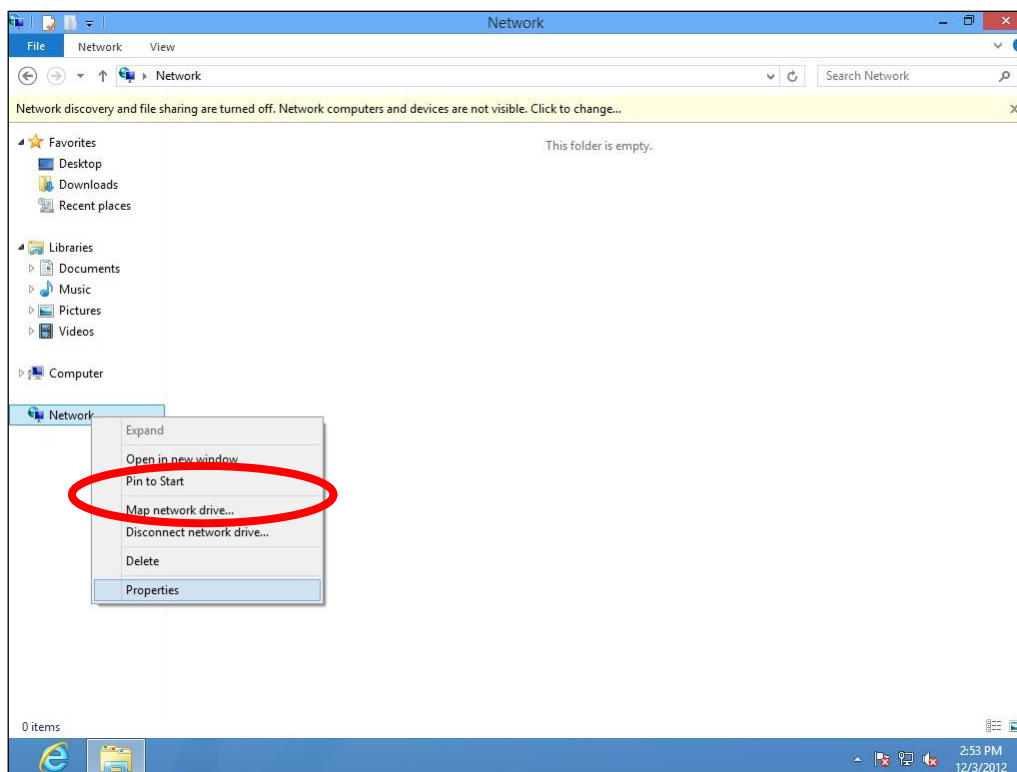 Network
File Network View
Network
Search Network
Network discovery and file sharing are turned off. Network computers and devices are not visible. Click to change...
Favorites
Desktop
Downloads
Recent places
Libraries
Documents
Music
Pictures
Videos
Computer
Network
This folder is empty.
Expand
Open in new window
Pin to Start
Map network drive...
Disconnect network drive...
Delete
Properties
0 items
2:53 PM
12/3/2012